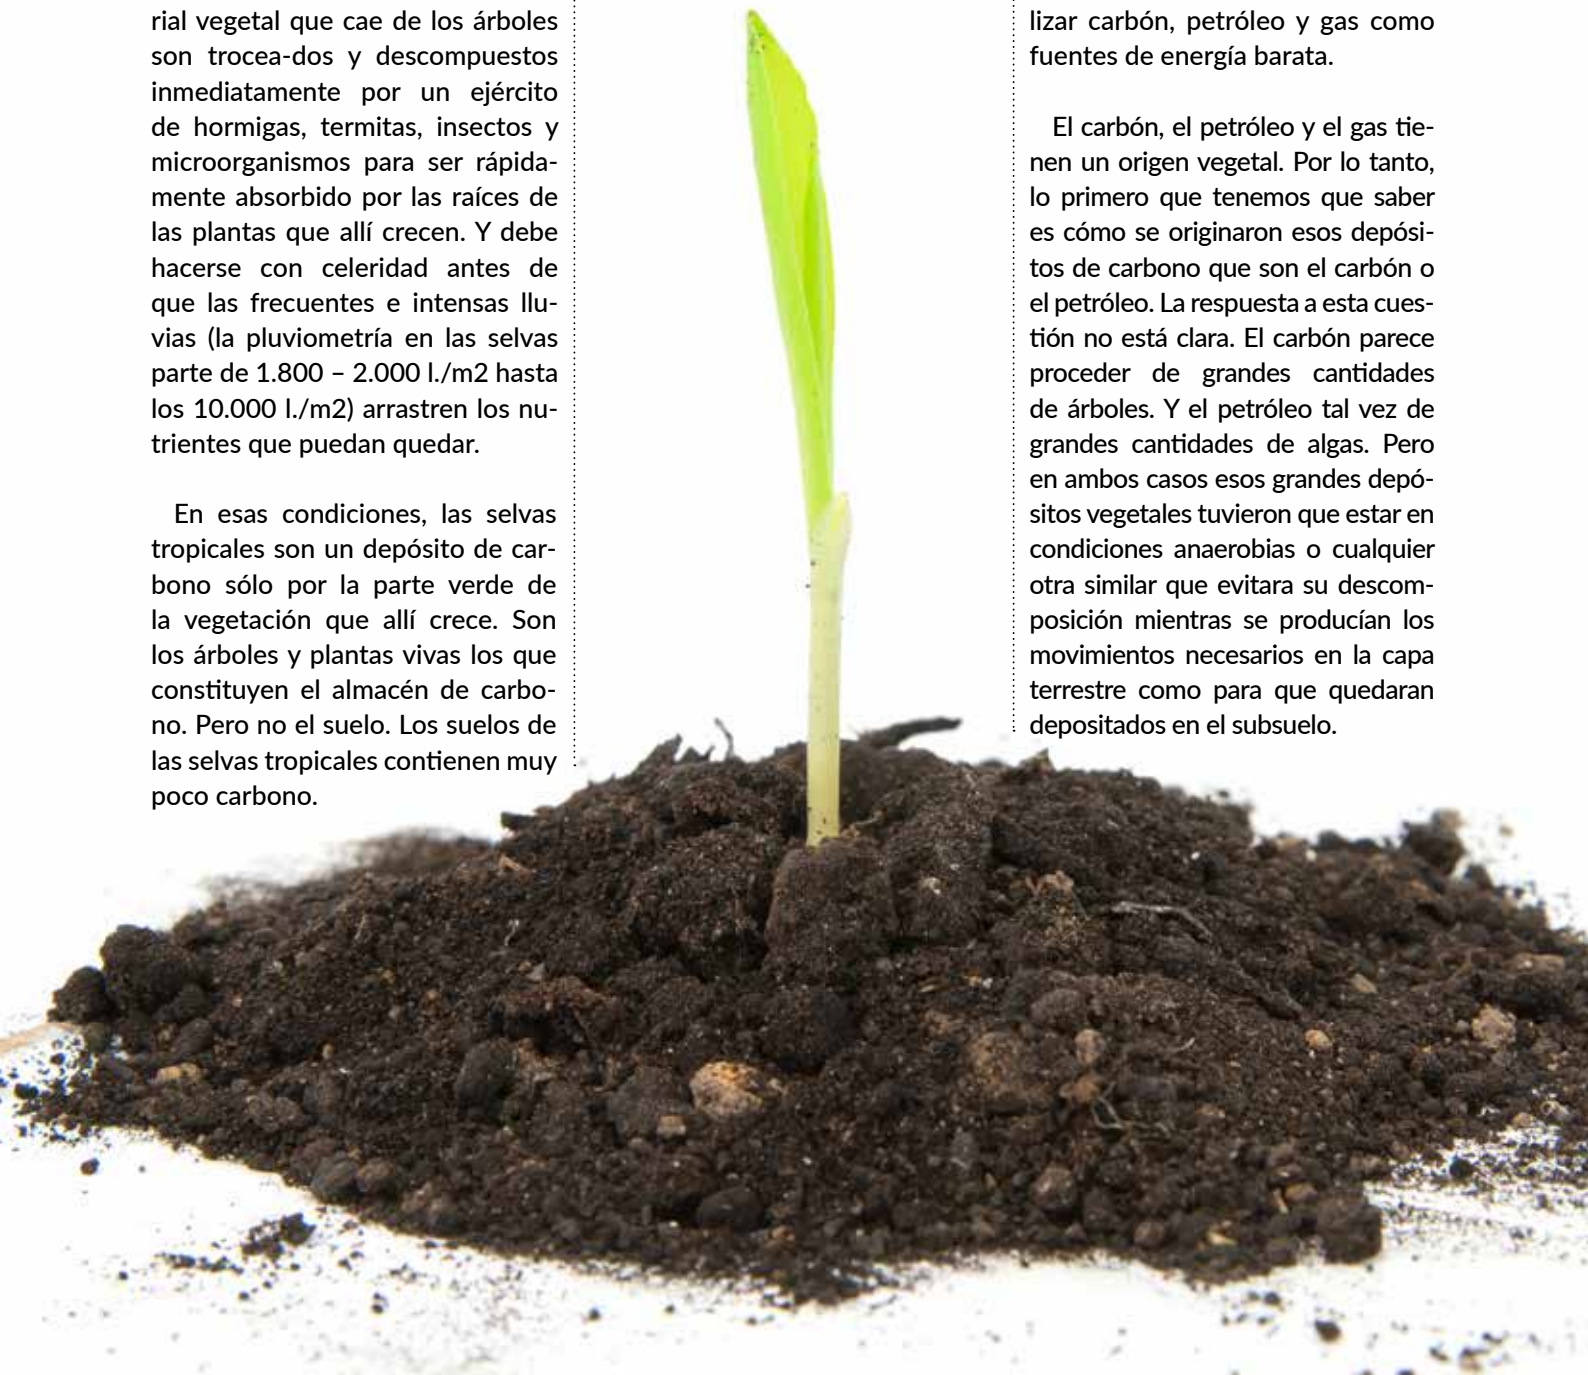 rial vegetal que cae de los árboles
son trocea-dos y descompuestos
inmediatamente por un ejército
de hormigas, termitas, insectos y
microorganismos para ser rápida-
mente absorbido por las raíces de
las plantas que allí crecen. Y debe
hacerse con celeridad antes de
que las frecuentes e intensas llu-
vias (la pluviometría en las selvas
parte de 1.800 – 2.000 l./m2 hasta
los 10.000 l./m2) arrastren los nu-
trientes que puedan quedar.
En esas condiciones, las selvas
tropicales son un depósito de car-
bono sólo por la parte verde de
la vegetación que allí crece. Son
los árboles y plantas vivas los que
constituyen el almacén de carbo-
no. Pero no el suelo. Los suelos de
las selvas tropicales contienen muy
poco carbono.
lizar carbón, petróleo y gas como
fuentes de energía barata.
El carbón, el petróleo y el gas tie-
nen un origen vegetal. Por lo tanto,
lo primero que tenemos que saber
es cómo se originaron esos depósi-
tos de carbono que son el carbón o
el petróleo. La respuesta a esta cues-
tión no está clara. El carbón parece
proceder de grandes cantidades
de árboles. Y el petróleo tal vez de
grandes cantidades de algas. Pero
en ambos casos esos grandes depó-
sitos vegetales tuvieron que estar en
condiciones anaerobias o cualquier
otra similar que evitara su descom-
posición mientras se producían los
movimientos necesarios en la capa
terrestre como para que quedaran
depositados en el subsuelo.